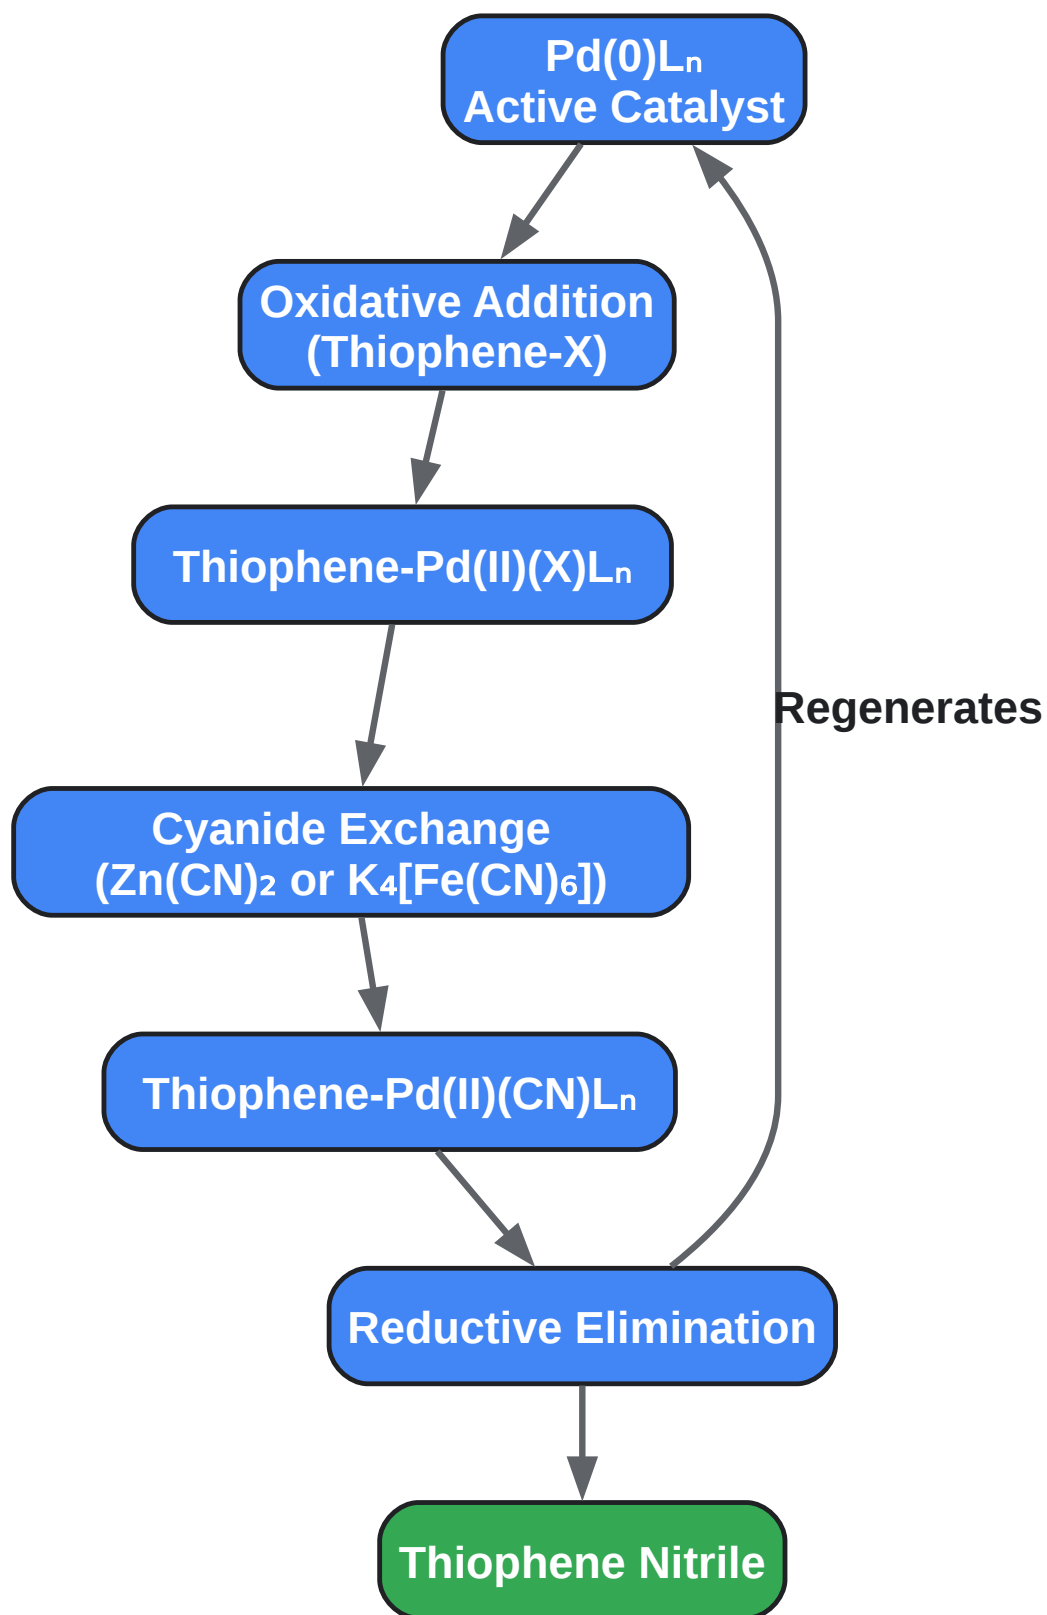 Pd(0)Lₙ
Active Catalyst
Oxidative Addition
(Thiophene-X)
Thiophene-Pd(II)(X)Lₙ
Regenerates
Cyanide Exchange
(Zn(CN)₂ or K₄[Fe(CN)₆])
Thiophene-Pd(II)(CN)Lₙ
Reductive Elimination
Thiophene Nitrile